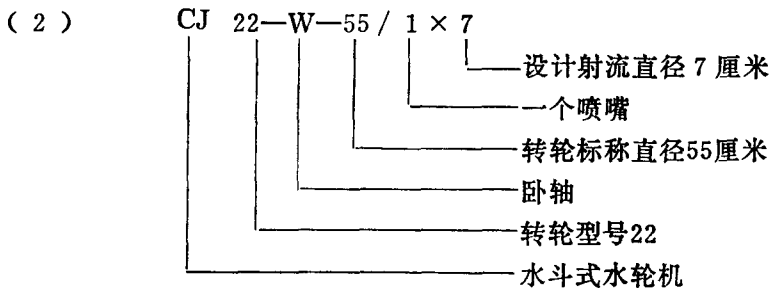 （2） CJ 22—W—55/1×7
设计射流直径7厘米
一个喷嘴
转轮标称直径55厘米
卧轴
转轮型号22
水斗式水轮机